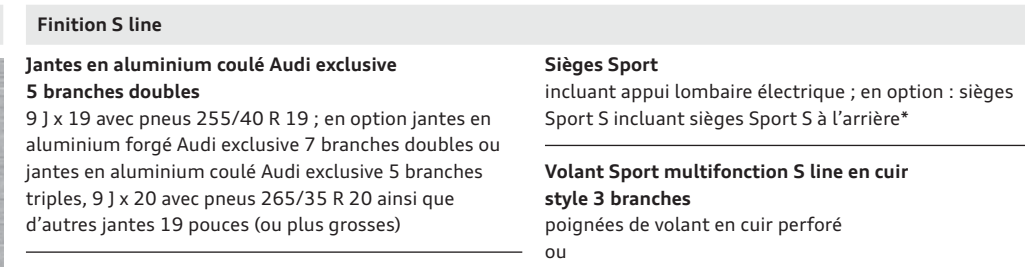 Finition S line
Jantes en aluminium coulé Audi exclusive
5 branches doubles
9 J x 19 avec pneus 255/40 R 19 ; en option jantes en
aluminium forgé Audi exclusive 7 branches doubles ou
jantes en aluminium coulé Audi exclusive 5 branches
triples, 9 J x 20 avec pneus 265/35 R 20 ainsi que
d’autres jantes 19 pouces (ou plus grosses)
Sièges Sport
incluant appui lombaire électrique ; en option : sièges
Sport S incluant sièges Sport S à l’arrière*
Volant Sport multifonction S line en cuir
style 3 branches
poignées de volant en cuir perforé
ou